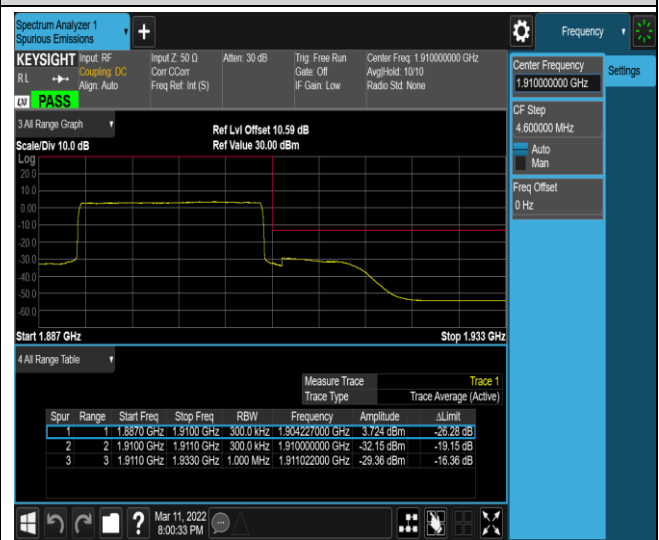 Spectrum Analyzer 1
Spurious Emissions
Frequency
KEYSIGHT Input: RF Input Z: 50 Ω Atten: 30 dB Trig: Free Run Center Freq: 1.910000000 GHz
RL Coupling: DC Corr CCorr Gate: Off Avg|Hold: 10/10
Align: Auto Freq Ref: Int (S) IF Gain: Low Radio Std: None
LXI PASS
3 All Range Graph
Ref Lvl Offset 10.59 dB
Scale/Div 10.0 dB Ref Value 30.00 dBm
Log
20.0
10.0
0.00
-10.0
-20.0
-30.0
-40.0
-50.0
-60.0
Start 1.887 GHz Stop 1.933 GHz
4 All Range Table
Measure Trace Trace 1
Trace Type Trace Average (Active)
Spur Range Start Freq Stop Freq RBW Frequency Amplitude ΔLimit
1 1 1.8870 GHz 1.9100 GHz 300.0 kHz 1.904227000 GHz 3.724 dBm -26.28 dB
2 2 1.9100 GHz 1.9110 GHz 300.0 kHz 1.910000000 GHz -32.15 dBm -19.15 dB
3 3 1.9110 GHz 1.9330 GHz 1.000 MHz 1.911022000 GHz -29.36 dBm -16.36 dB
Center Frequency
1.910000000 GHz
Settings
CF Step
4.600000 MHz
Auto
Man
Freq Offset
0 Hz
Mar 11, 2022
8:00:33 PM